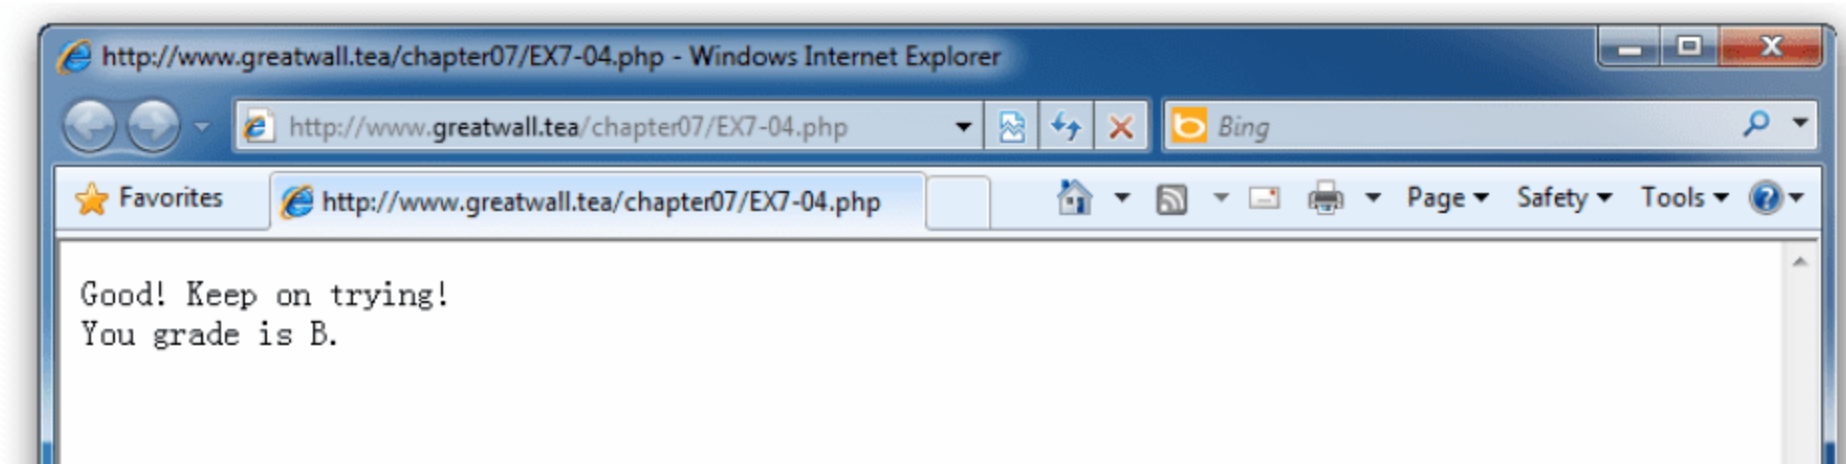 http://www.greatwall.tea/chapter07/EX7-04.php - Windows Internet Explorer
http://www.greatwall.tea/chapter07/EX7-04.php Bing
Favorites http://www.greatwall.tea/chapter07/EX7-04.php Page Safety Tools
Good! Keep on trying!
You grade is B.